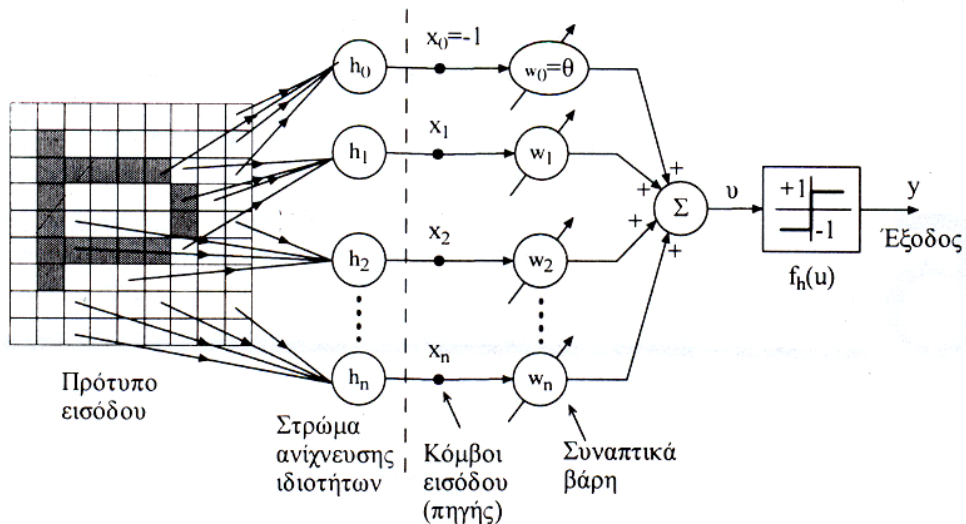 h₀
x₀=-1
w₀=θ
h₁
x₁
w₁
+
+
+
+
Σ
υ
+1
-1
y
Έξοδος
f_h(u)
h₂
x₂
w₂
hₙ
xₙ
wₙ
Πρότυπο
εισόδου
Στρώμα
ανίχνευσης
ιδιοτήτων
Κόμβοι
εισόδου
(πηγής)
Συναπτικά
βάρη